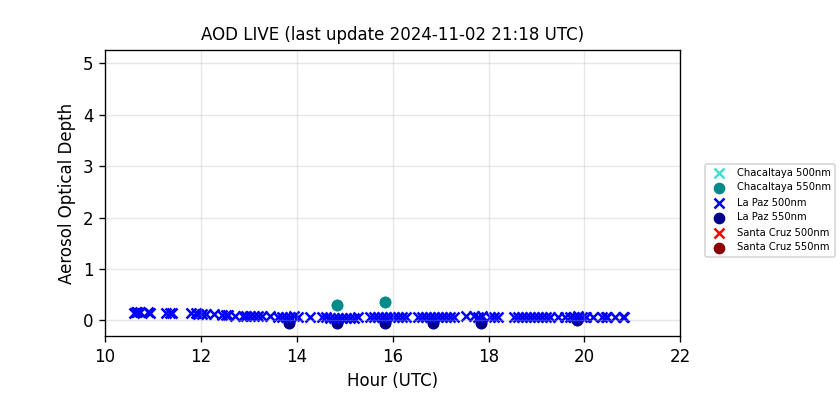 AOD LIVE (last update 2024-11-02 21:18 UTC)
5
4
3
2
1
0
Aerosol Optical Depth
10 12 14 16 18 20 22
Hour (UTC)
Chacaltaya 500nm
Chacaltaya 550nm
La Paz 500nm
La Paz 550nm
Santa Cruz 500nm
Santa Cruz 550nm